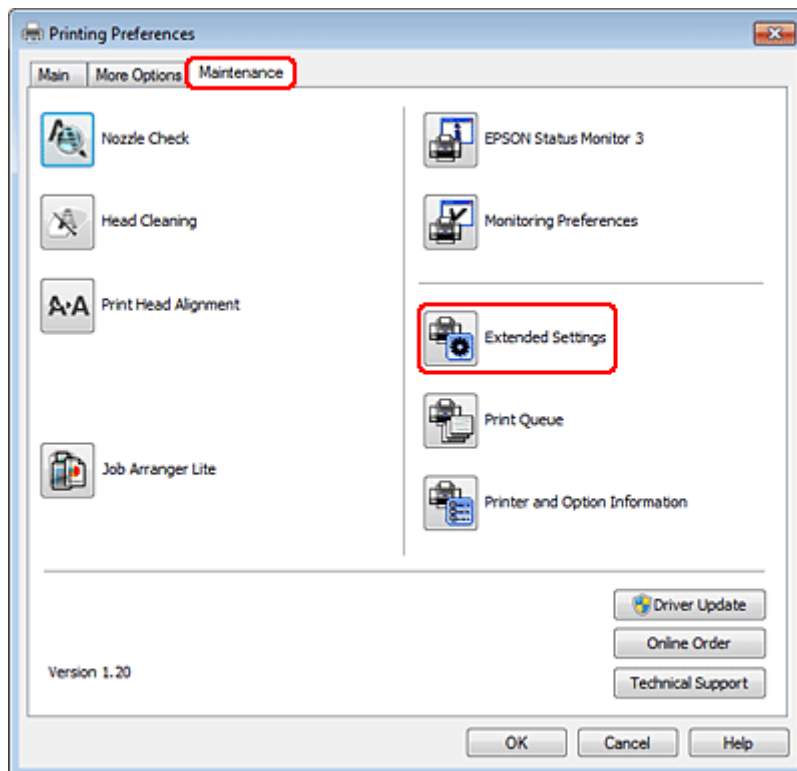 Printing Preferences
Main
More Options
Maintenance
Nozzle Check
Head Cleaning
Print Head Alignment
Job Arranger Lite
EPSON Status Monitor 3
Monitoring Preferences
Extended Settings
Print Queue
Printer and Option Information
Driver Update
Online Order
Technical Support
Version 1.20
OK
Cancel
Help